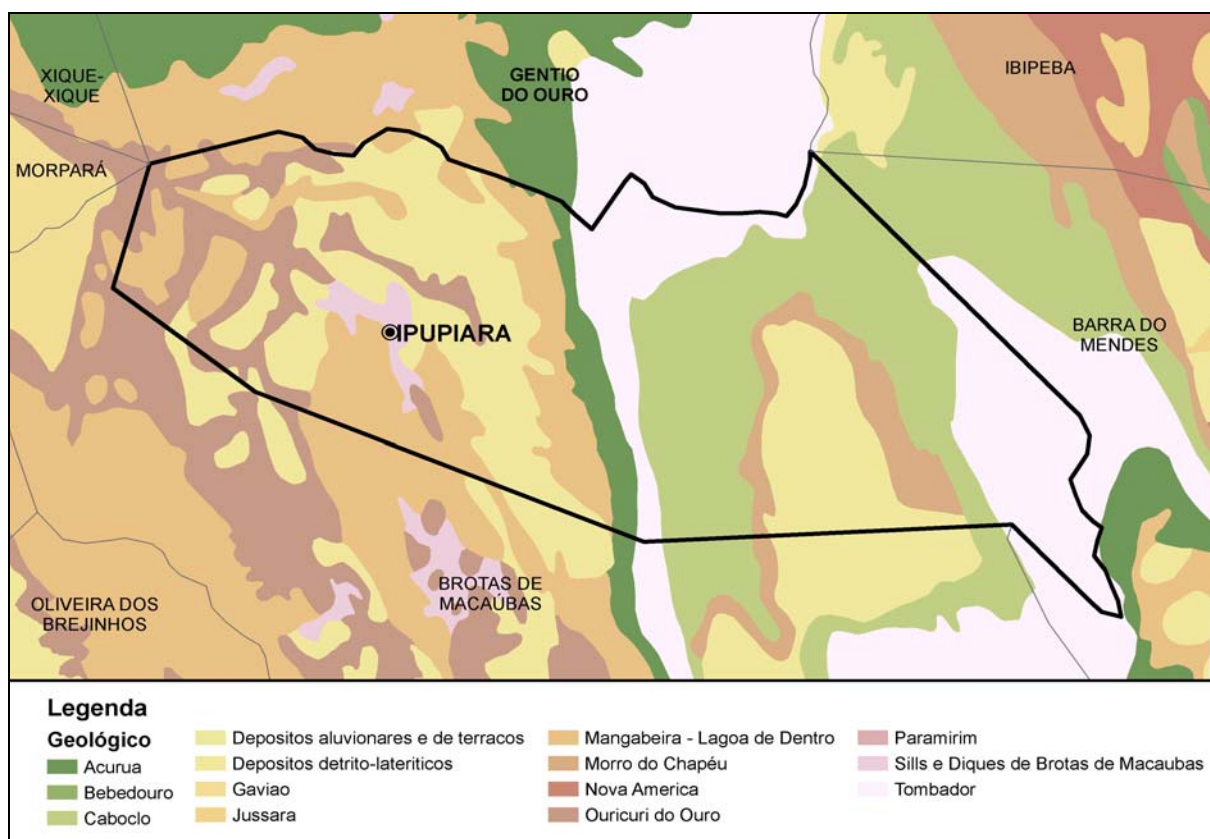 XIQUE-
XIQUE
GENTIO
DO OURO
IBIPEBA
MORPARÁ
IPUPIARA
BARRA DO
MENDES
BROTAS DE
MACAÚBAS
OLIVEIRA DOS
BREJINHOS
Legenda
Geológico
Acurua
Bebedouro
Caboclo
Depositos aluvionares e de terracos
Depositos detrito-lateriticos
Gaviao
Jussara
Mangabeira - Lagoa de Dentro
Morro do Chapéu
Nova America
Ouricuri do Ouro
Paramirim
Sills e Diques de Brotas de Macaubas
Tombador